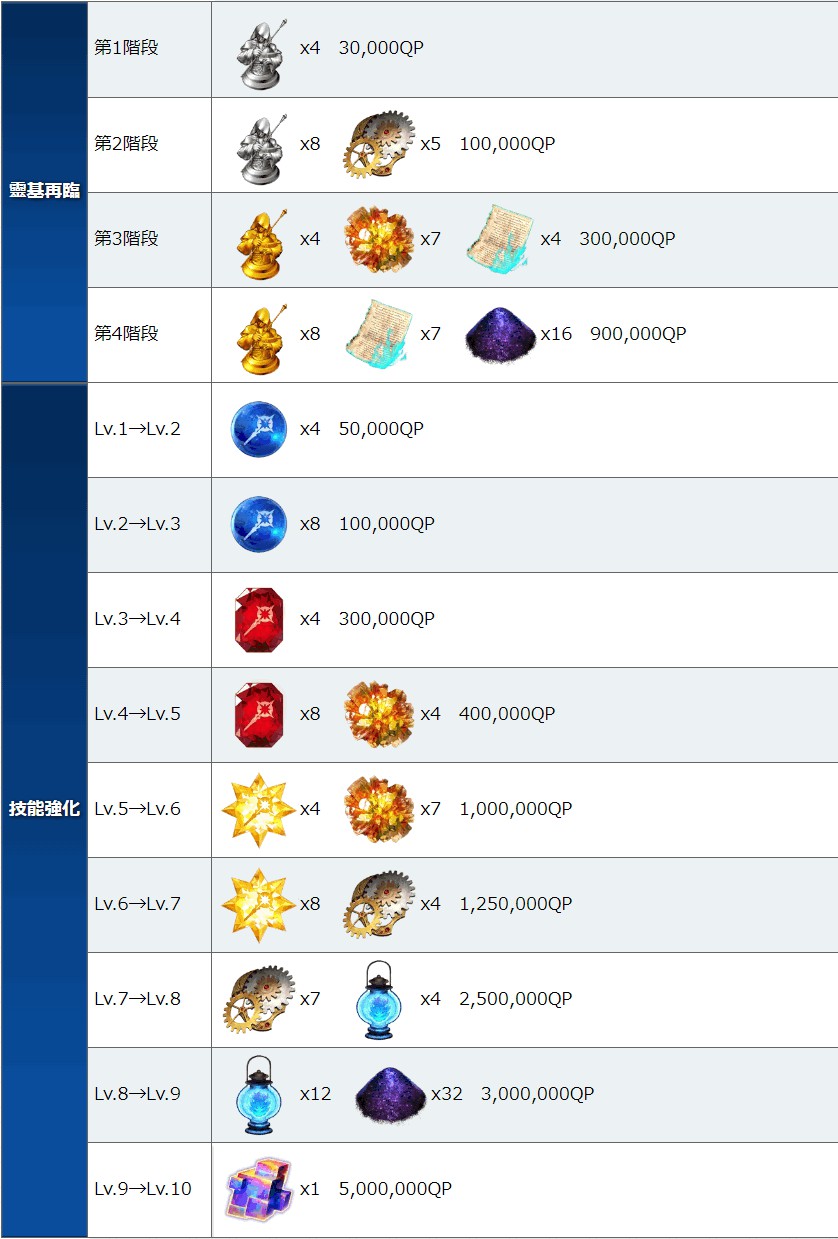 靈基再臨
第1階段 x4 30,000QP
第2階段 x8 x5 100,000QP
第3階段 x4 x7 x4 300,000QP
第4階段 x8 x7 x16 900,000QP
技能強化
Lv.1→Lv.2 x4 50,000QP
Lv.2→Lv.3 x8 100,000QP
Lv.3→Lv.4 x4 300,000QP
Lv.4→Lv.5 x8 x4 400,000QP
Lv.5→Lv.6 x4 x7 1,000,000QP
Lv.6→Lv.7 x8 x4 1,250,000QP
Lv.7→Lv.8 x7 x4 2,500,000QP
Lv.8→Lv.9 x12 x32 3,000,000QP
Lv.9→Lv.10 x1 5,000,000QP